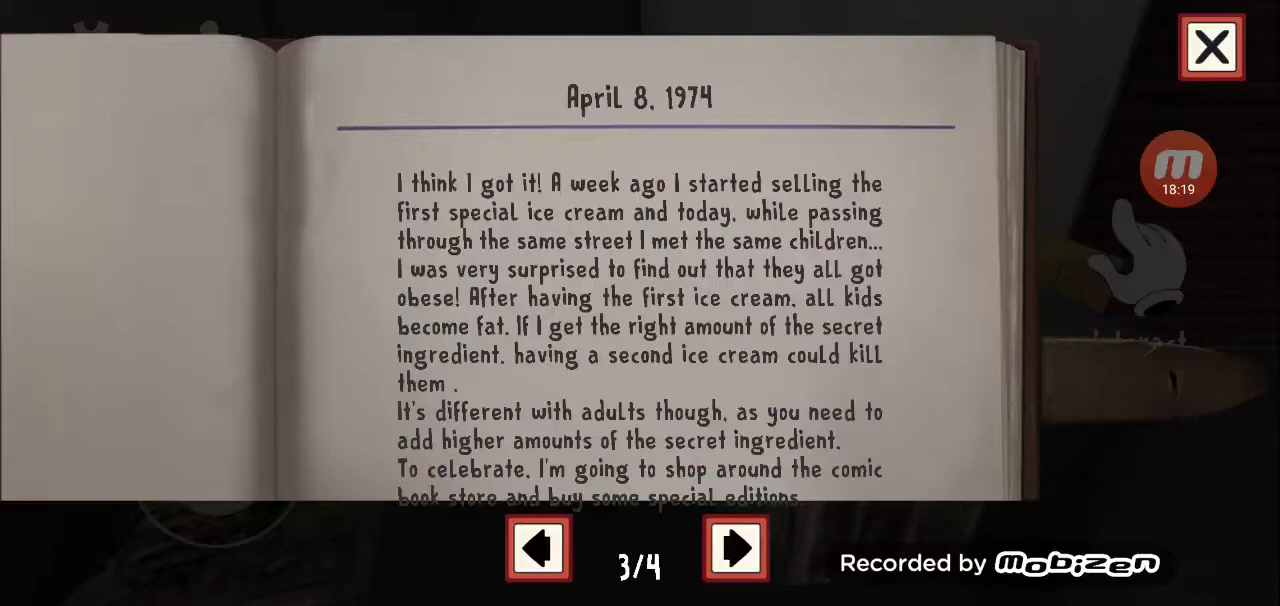 April 8, 1974
18:19
I think I got it! A week ago I started selling the
first special ice cream and today, while passing
through the same street I met the same children...
I was very surprised to find out that they all got
obese! After having the first ice cream, all kids
become fat. If I get the right amount of the secret
ingredient, having a second ice cream could kill
them .
It's different with adults though, as you need to
add higher amounts of the secret ingredient.
To celebrate, I'm going to shop around the comic
book store and buy some special editions.
3/4
Recorded by mobizen